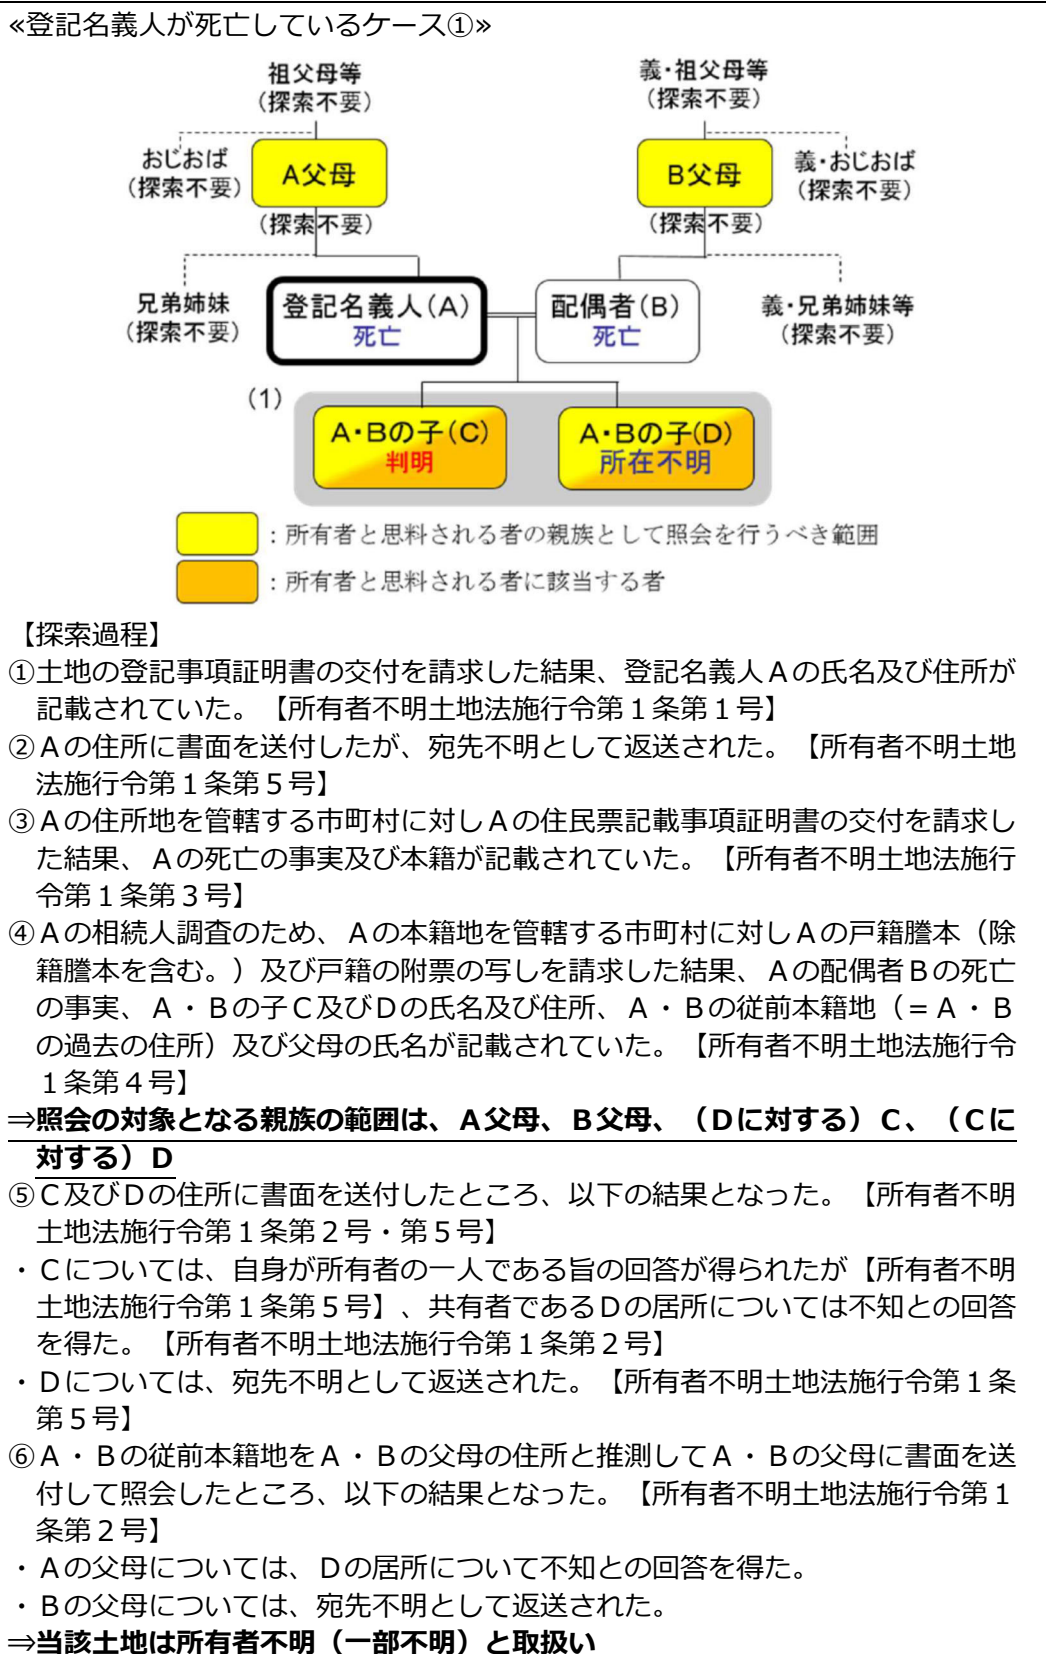 ≪登記名義人が死亡しているケース①≫
祖父母等
（探索不要）
義・祖父母等
（探索不要）
おじおば
（探索不要）
A父母
（探索不要）
B父母
（探索不要）
義・おじおば
（探索不要）
兄弟姉妹
（探索不要）
登記名義人（A）
死亡
配偶者（B）
死亡
義・兄弟姉妹等
（探索不要）
（1）
A・Bの子（C）
判明
A・Bの子(D)
所在不明
：所有者と思料される者の親族として照会を行うべき範囲
：所有者と思料される者に該当する者
【探索過程】
①土地の登記事項証明書の交付を請求した結果、登記名義人Ａの氏名及び住所が
記載されていた。【所有者不明土地法施行令第１条第１号】
②Ａの住所に書面を送付したが、宛先不明として返送された。【所有者不明土地
法施行令第１条第５号】
③Ａの住所地を管轄する市町村に対しＡの住民票記載事項証明書の交付を請求し
た結果、Ａの死亡の事実及び本籍が記載されていた。【所有者不明土地法施行
令第１条第３号】
④Ａの相続人調査のため、Ａの本籍地を管轄する市町村に対しＡの戸籍謄本（除
籍謄本を含む。）及び戸籍の附票の写しを請求した結果、Ａの配偶者Ｂの死亡
の事実、Ａ・Ｂの子Ｃ及びＤの氏名及び住所、Ａ・Ｂの従前本籍地（＝Ａ・Ｂ
の過去の住所）及び父母の氏名が記載されていた。【所有者不明土地法施行令
１条第４号】
⇒照会の対象となる親族の範囲は、Ａ父母、Ｂ父母、（Ｄに対する）Ｃ、（Ｃに
対する）Ｄ
⑤Ｃ及びＤの住所に書面を送付したところ、以下の結果となった。【所有者不明
土地法施行令第１条第２号・第５号】
・Ｃについては、自身が所有者の一人である旨の回答が得られたが【所有者不明
土地法施行令第１条第５号】、共有者であるＤの居所については不知との回答
を得た。【所有者不明土地法施行令第１条第２号】
・Ｄについては、宛先不明として返送された。【所有者不明土地法施行令第１条
第５号】
⑥Ａ・Ｂの従前本籍地をＡ・Ｂの父母の住所と推測してＡ・Ｂの父母に書面を送
付して照会したところ、以下の結果となった。【所有者不明土地法施行令第１
条第２号】
・Ａの父母については、Ｄの居所について不知との回答を得た。
・Ｂの父母については、宛先不明として返送された。
⇒当該土地は所有者不明（一部不明）と取扱い